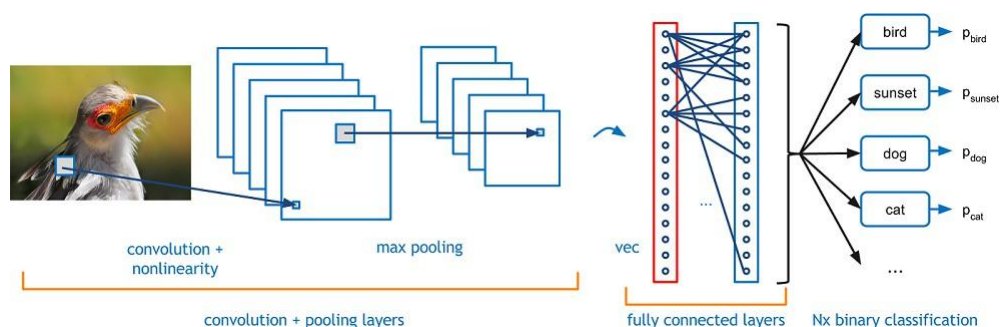 bird
p_bird
sunset
p_sunset
dog
p_dog
cat
p_cat
...
...
convolution +
nonlinearity
max pooling
vec
convolution + pooling layers
fully connected layers
Nx binary classification